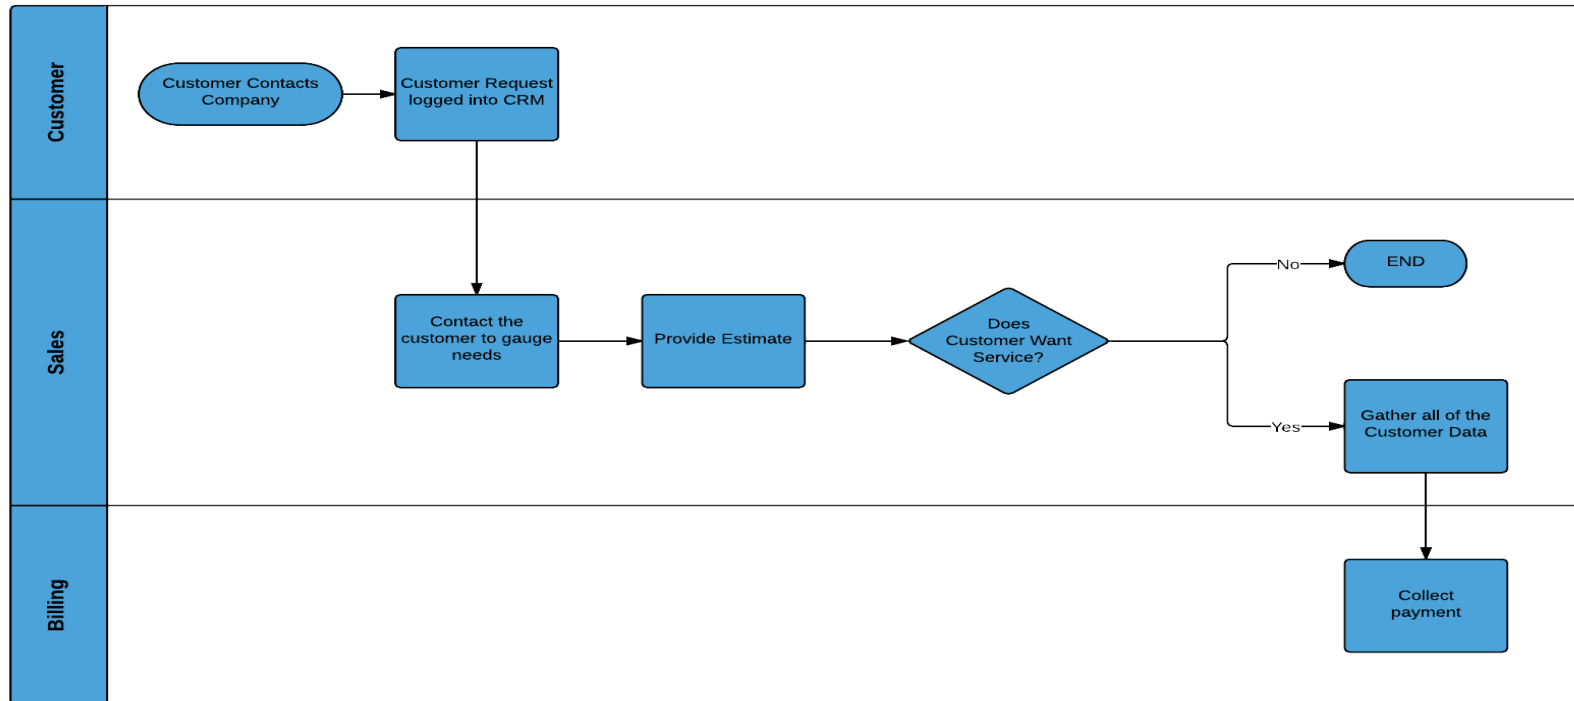 Customer
Customer Contacts
Company
Customer Request
logged into CRM
Sales
Contact the
customer to gauge
needs
Provide Estimate
Does
Customer Want
Service?
No
END
Yes
Gather all of the
Customer Data
Billing
Collect
payment